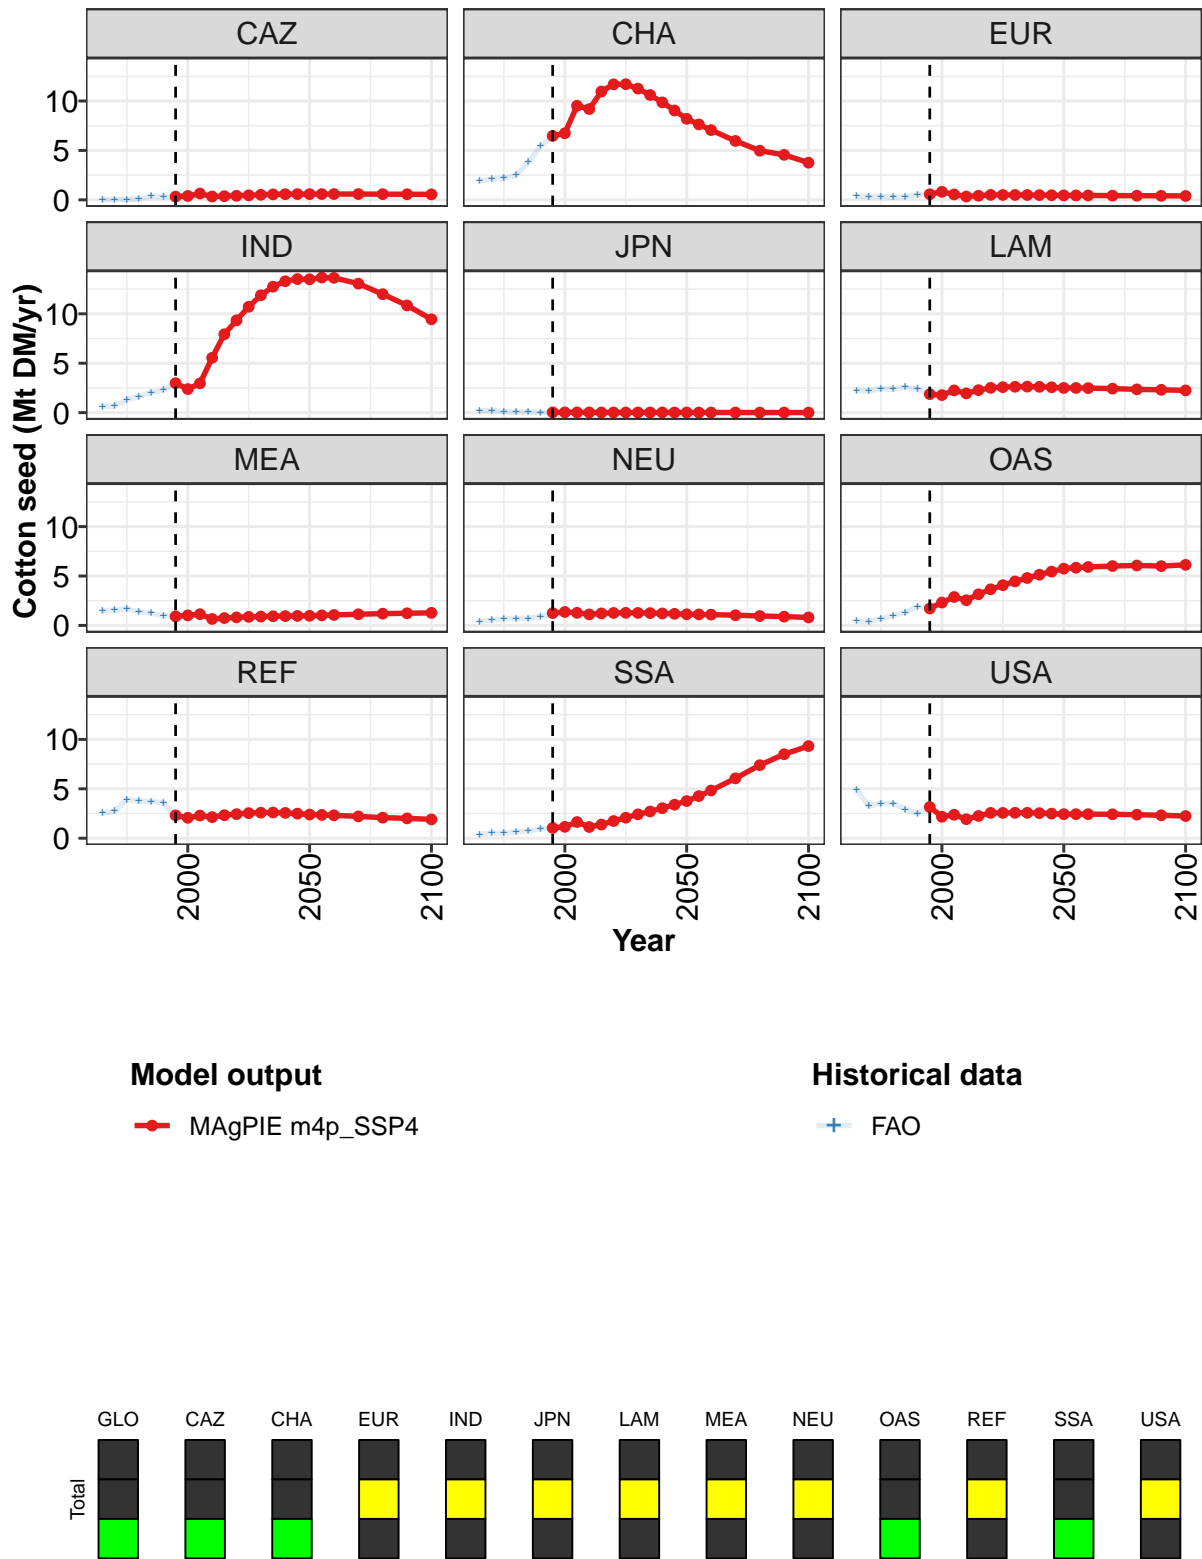 CAZ CHA EUR
10
5
0
IND JPN LAM
10
5
0
MEA NEU OAS
10
5
0
REF SSA USA
10
5
0
Cotton seed (Mt DM/yr)
2000 2050 2100 2000 2050 2100 2000 2050 2100
Year
Model output Historical data
MAgPIE m4p_SSP4 FAO
GLO CAZ CHA EUR IND JPN LAM MEA NEU OAS REF SSA USA
Total